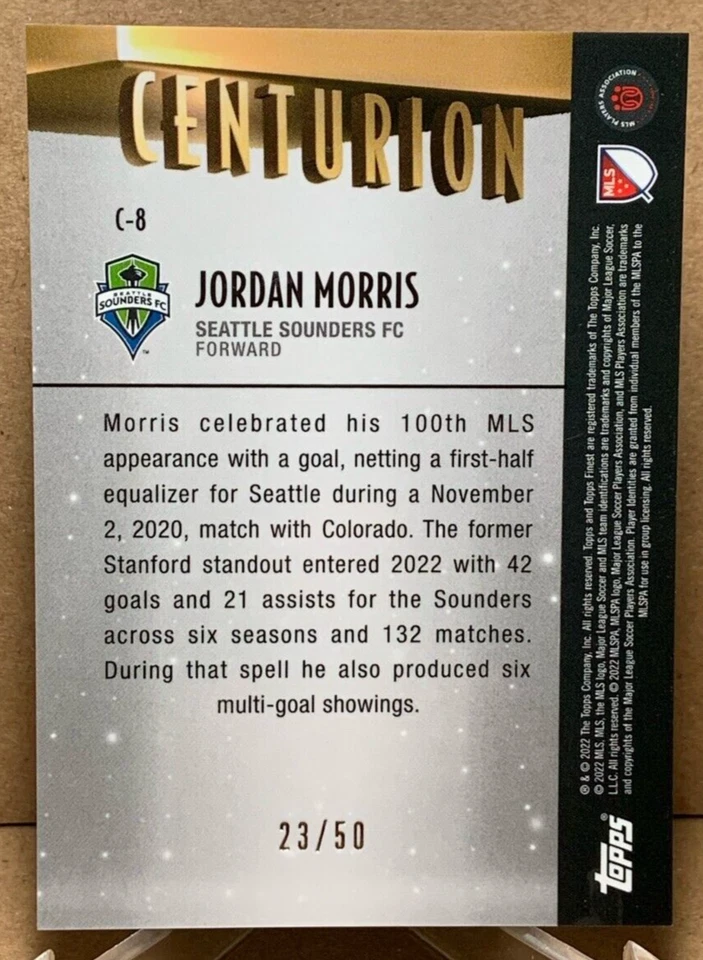 CENTURION
C-8
SEATTLE
SOUNDERS FC
TM
JORDAN MORRIS
SEATTLE SOUNDERS FC
FORWARD
Morris celebrated his 100th MLS
appearance with a goal, netting a first-half
equalizer for Seattle during a November
2, 2020, match with Colorado. The former
Stanford standout entered 2022 with 42
goals and 21 assists for the Sounders
across six seasons and 132 matches.
During that spell he also produced six
multi-goal showings.
23/50
MLS PLAYERS ASSOCIATION
MLS
® & © 2022 The Topps Company, Inc. All rights reserved. Topps and Topps Finest are registered trademarks of The Topps Company, Inc.
© 2022 MLS. MLS, the MLS logo, Major League Soccer and MLS team identifications are trademarks and copyrights of Major League Soccer,
L.L.C. All rights reserved. © 2022 MLSPA, MLSPA logo, Major League Soccer Players Association, and MLS Players Association are trademarks
and copyrights of the Major League Soccer Players Association. Player Identities are granted from individual members of the MLSPA to the
MLSPA for use in group licensing. All rights reserved.
topps®